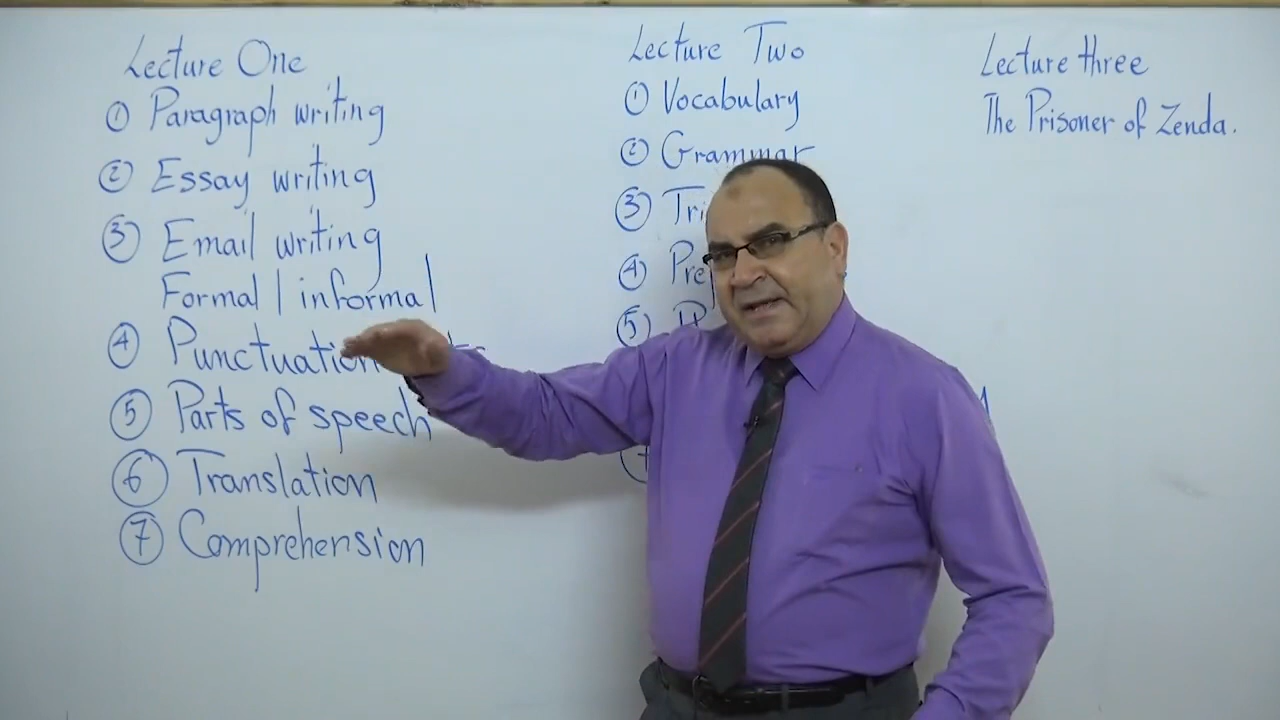 Lecture One
① Paragraph writing
② Essay writing
③ Email writing
Formal / informal
④ Punctuation
⑤ Parts of speech
⑥ Translation
⑦ Comprehension
Lecture Two
① Vocabulary
② Grammar
③
④
⑤
Lecture three
The Prisoner of Zenda.